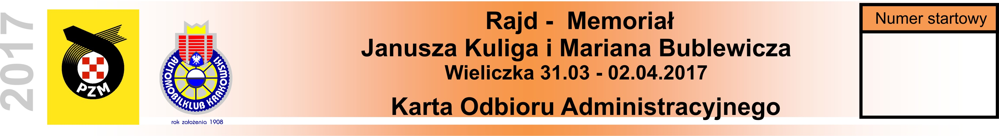 2017
PZM
AUTOMOBILKLUB KRAKOWSKI
rok założenia 1908
Rajd - Memoriał
Janusza Kuliga i Mariana Bublewicza
Wieliczka 31.03 - 02.04.2017
Karta Odbioru Administracyjnego
Numer startowy